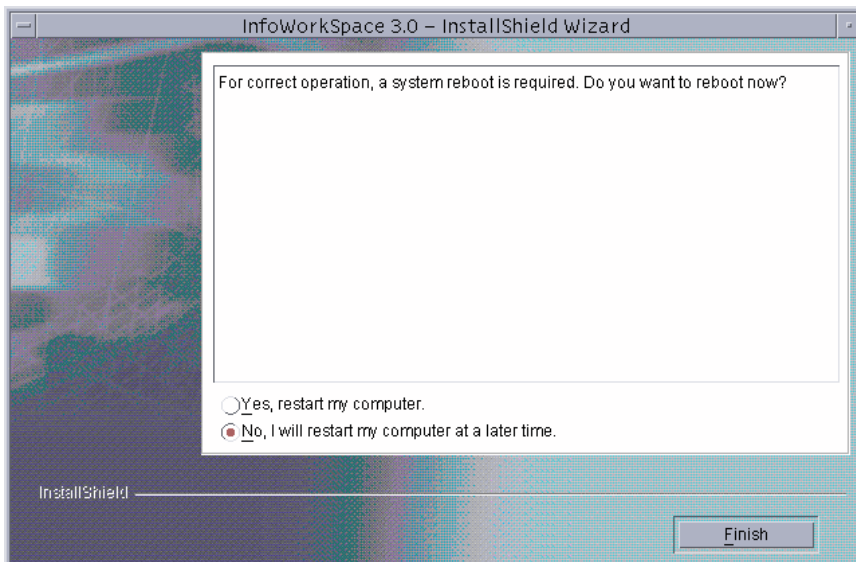 InfoWorkSpace 3.0 – InstallShield Wizard
For correct operation, a system reboot is required. Do you want to reboot now?
Yes, restart my computer.
No, I will restart my computer at a later time.
InstallShield
Finish